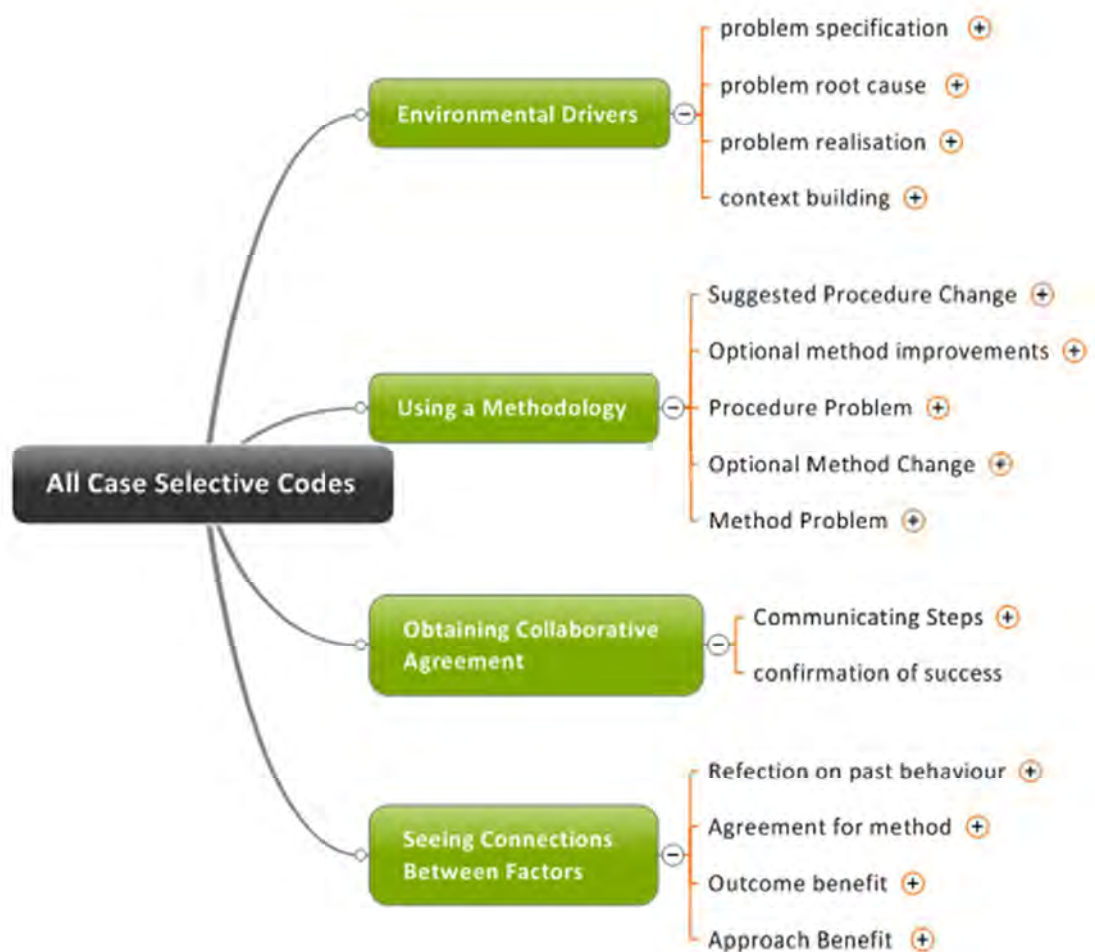 problem specification
problem root cause
Environmental Drivers
problem realisation
context building
Suggested Procedure Change
Optional method improvements
Using a Methodology
Procedure Problem
Optional Method Change
Method Problem
All Case Selective Codes
Obtaining Collaborative
Agreement
Communicating Steps
confirmation of success
Refection on past behaviour
Agreement for method
Seeing Connections
Between Factors
Outcome benefit
Approach Benefit